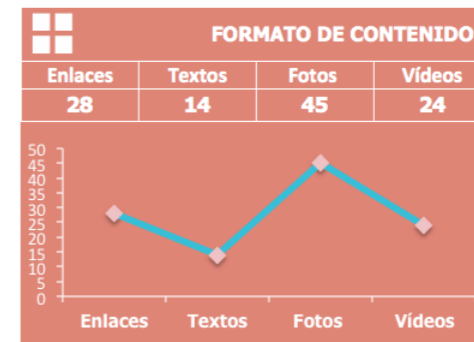 FORMATO DE CONTENIDO
Enlaces Textos Fotos Vídeos
28 14 45 24
50
45
40
35
30
25
20
15
10
5
0
Enlaces Textos Fotos Vídeos